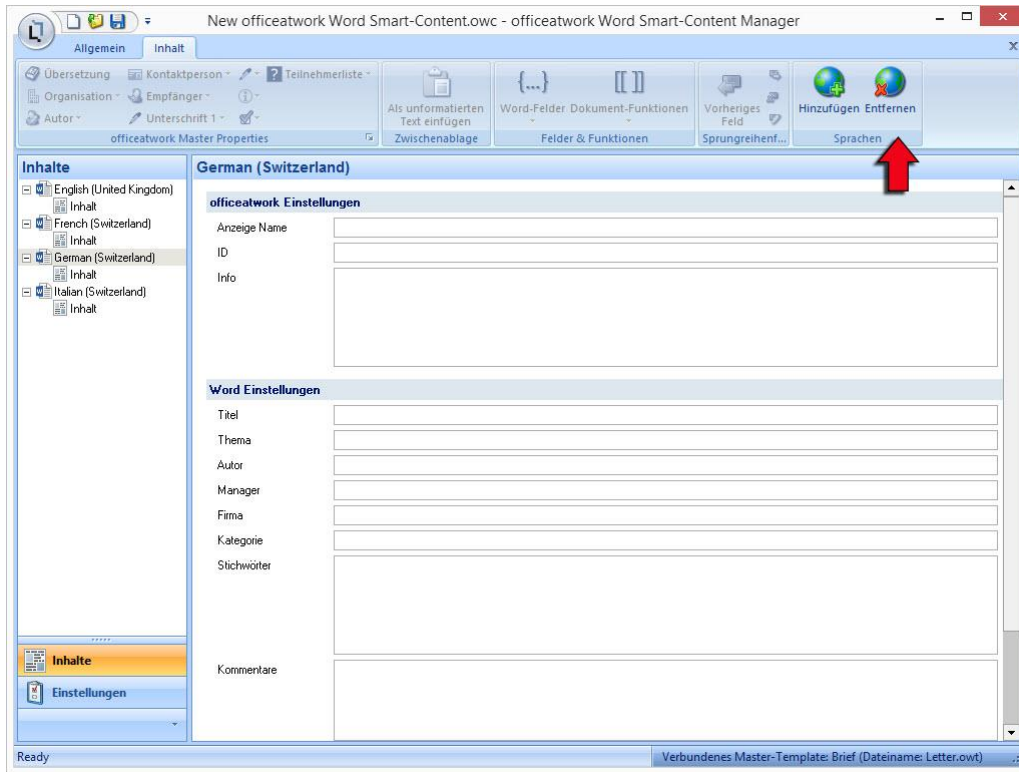 New officeatwork Word Smart-Content.owc - officeatwork Word Smart-Content Manager
Allgemein Inhalt
Übersetzung Kontaktperson Teilnehmerliste
Organisation Empfänger
Autor Unterschrift 1
officeatwork Master Properties
Als unformatierten
Text einfügen
Zwischenablage
{...} [[ ]]
Word-Felder Dokument-Funktionen
Felder & Funktionen
Vorheriges
Feld
Sprungreihenf...
Hinzufügen Entfernen
Sprachen
Inhalte
English (United Kingdom)
Inhalt
French (Switzerland)
Inhalt
German (Switzerland)
Inhalt
Italian (Switzerland)
Inhalt
Inhalte
Einstellungen
German (Switzerland)
officeatwork Einstellungen
Anzeige Name
ID
Info
Word Einstellungen
Titel
Thema
Autor
Manager
Firma
Kategorie
Stichwörter
Kommentare
Ready
Verbundenes Master-Template: Brief (Dateiname: Letter.owt)